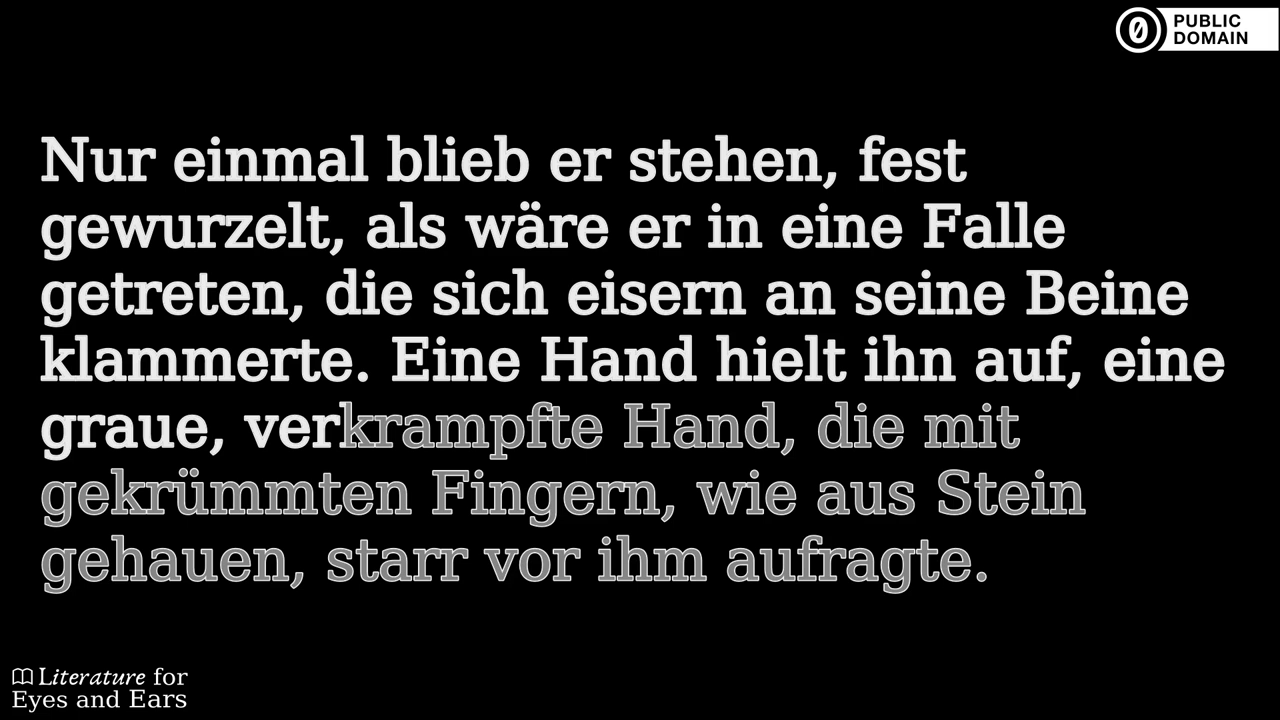 PUBLIC
DOMAIN
Nur einmal blieb er stehen, fest
gewurzelt, als wäre er in eine Falle
getreten, die sich eisern an seine Beine
klammerte. Eine Hand hielt ihn auf, eine
graue, verkrampfte Hand, die mit
gekrümmten Fingern, wie aus Stein
gehauen, starr vor ihm aufragte.
Literature for
Eyes and Ears